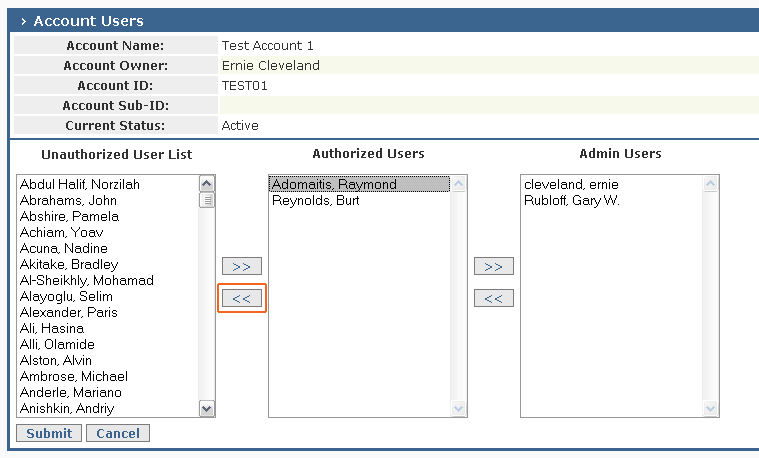 › Account Users
Account Name: Test Account 1
Account Owner: Ernie Cleveland
Account ID: TEST01
Account Sub-ID:
Current Status: Active
Unauthorized User List
Abdul Halif, Norzilah
Abrahams, John
Abshire, Pamela
Achiam, Yoav
Acuna, Nadine
Akitake, Bradley
Al-Sheikhly, Mohamad
Alayoglu, Selim
Alexander, Paris
Ali, Hasina
Alli, Olamide
Alston, Alvin
Ambrose, Michael
Anderle, Mariano
Anishkin, Andriy
>>
<<
Authorized Users
Adomaitis, Raymond
Reynolds, Burt
>>
<<
Admin Users
cleveland, ernie
Rubloff, Gary W.
Submit Cancel